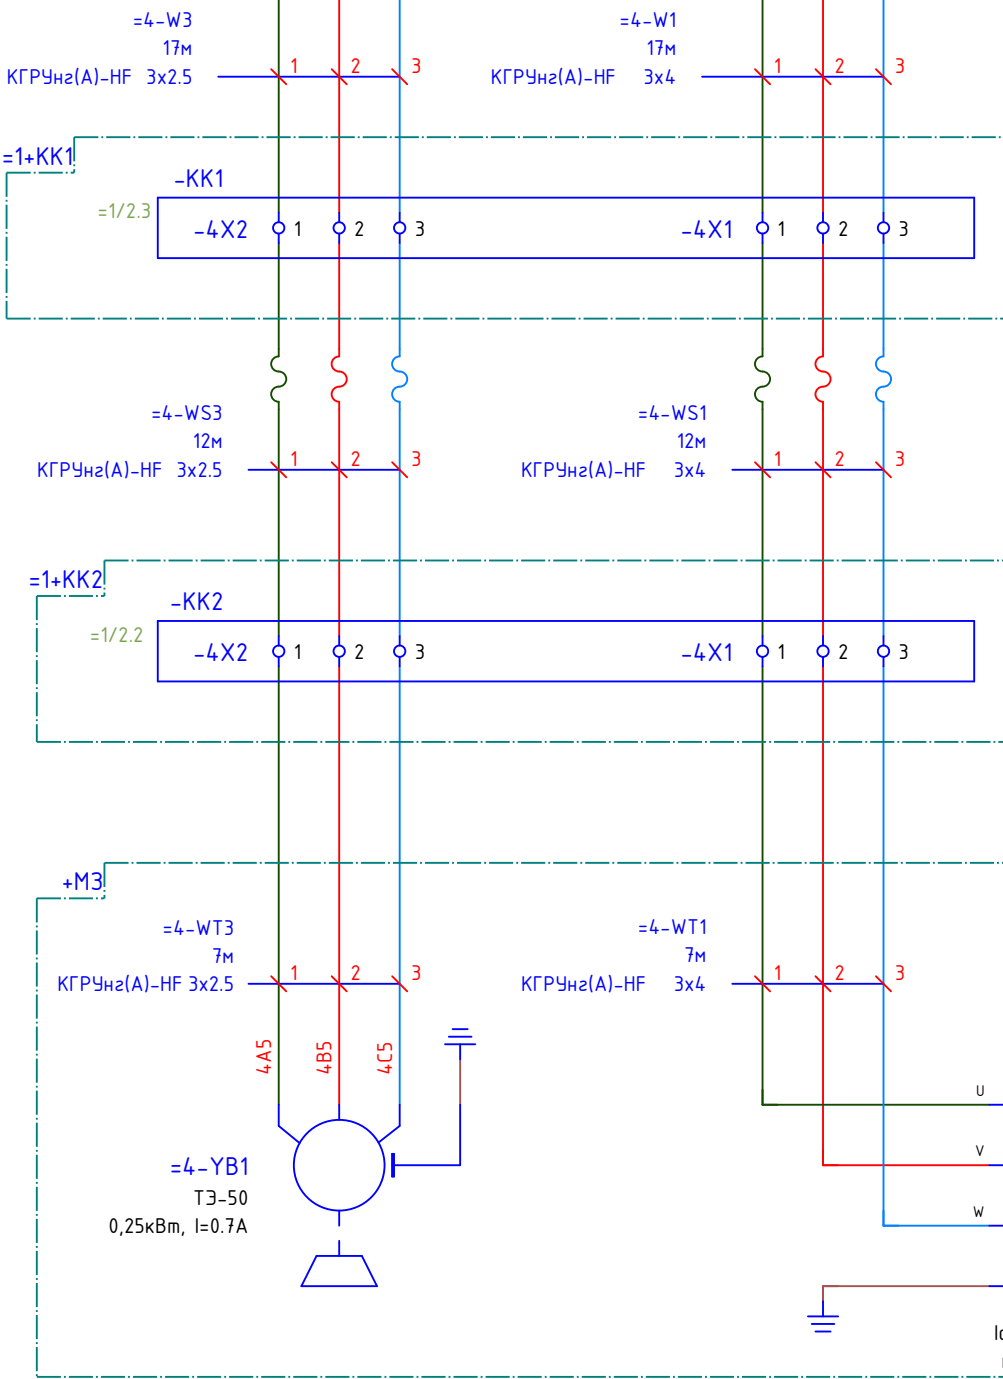 =4-W3
17м
КГРУнг(А)-HF 3х2.5
1 2 3
=4-W1
17м
КГРУнг(А)-HF 3х4
1 2 3
=1+KK1
-KK1
=1/2.3
-4X2 1 2 3
-4X1 1 2 3
=4-WS3
12м
КГРУнг(А)-HF 3х2.5
1 2 3
=4-WS1
12м
КГРУнг(А)-HF 3х4
1 2 3
=1+KK2
-KK2
=1/2.2
-4X2 1 2 3
-4X1 1 2 3
+M3
=4-WT3
7м
КГРУнг(А)-HF 3х2.5
1 2 3
=4-WT1
7м
КГРУнг(А)-HF 3х4
1 2 3
4A5
4B5
4C5
U
V
W
=4-YB1
ТЭ-50
0,25кВт, I=0.7А